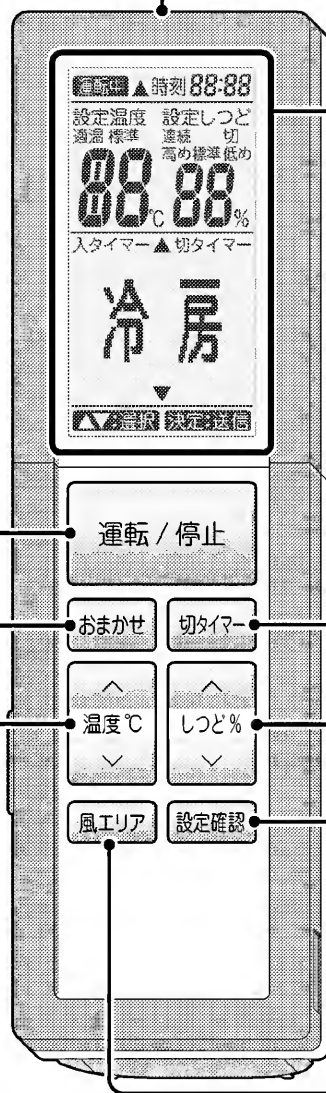 運転中 ▲時刻 88:88
設定温度 設定しつど
適温 標準 連続 切
高め標準低め
88℃ 88%
入タイマー▲切タイマー
冷房
▼
▲▼:選択 決定:送信
運転/停止
おまかせ 切タイマー
温度℃ しつど%
風エリア 設定確認